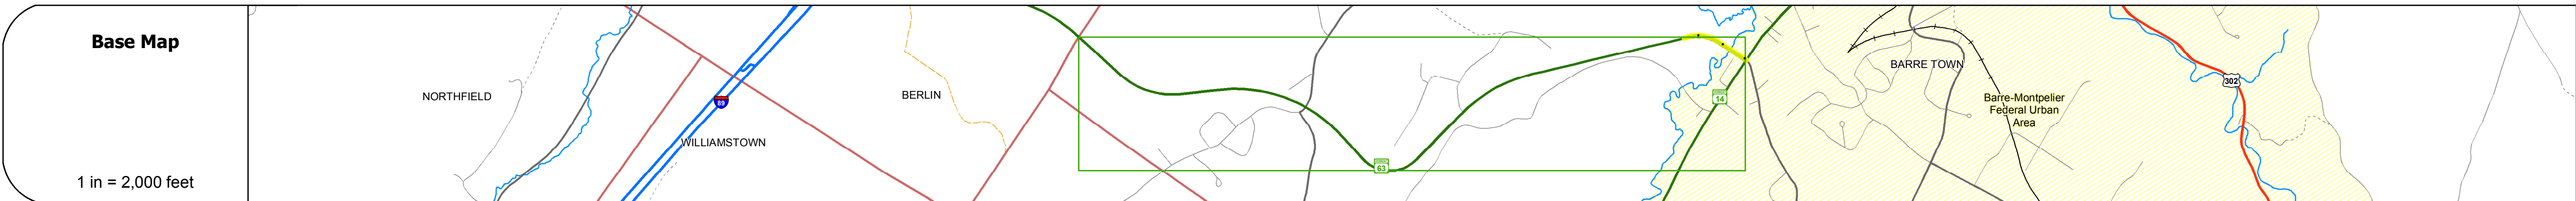 Base Map
1 in = 2,000 feet
NORTHFIELD
89
WILLIAMSTOWN
BERLIN
63
14
BARRE TOWN
Barre-Montpelier
Federal Urban
Area
302